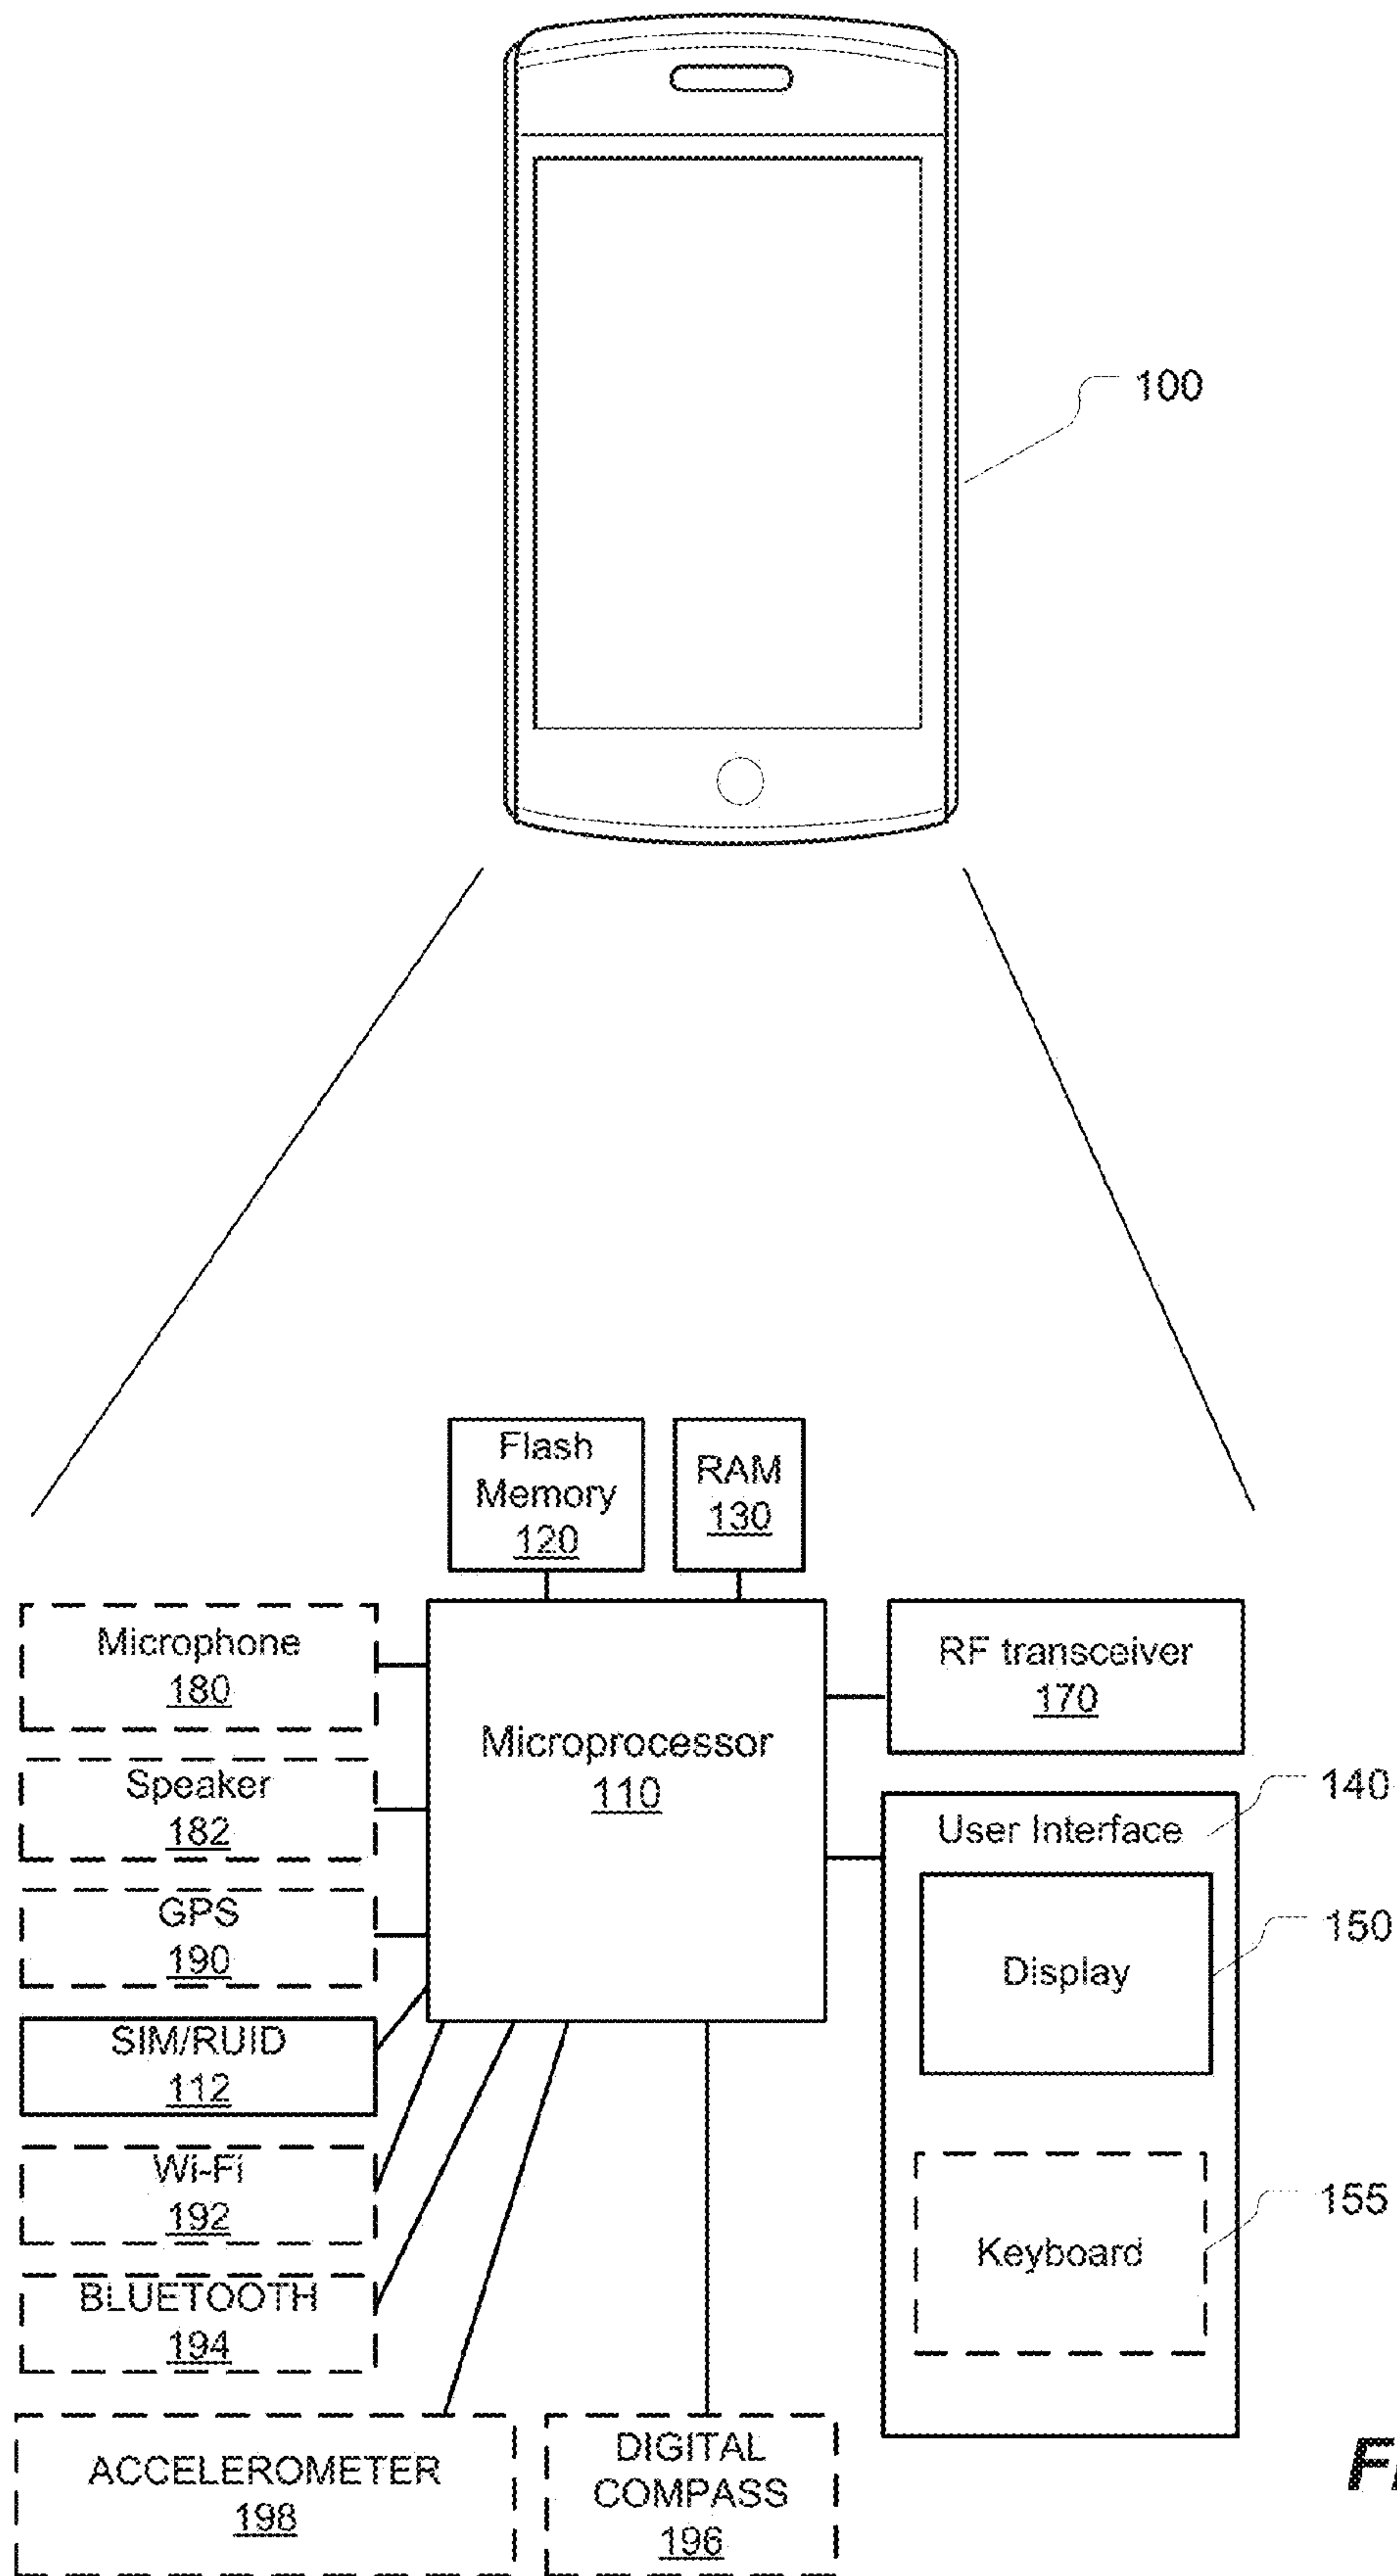 100
Flash
Memory
120
RAM
130
Microphone
180
Speaker
182
GPS
190
SIM/RUID
112
Wi-Fi
192
BLUETOOTH
194
ACCELEROMETER
198
DIGITAL
COMPASS
196
Microprocessor
110
RF transceiver
170
User Interface
140
Display
150
Keyboard
155